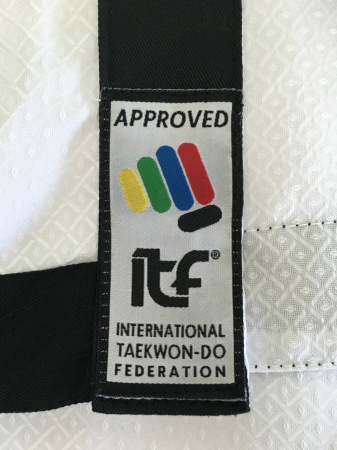 APPROVED
itf®
INTERNATIONAL
TAEKWON-DO
FEDERATION